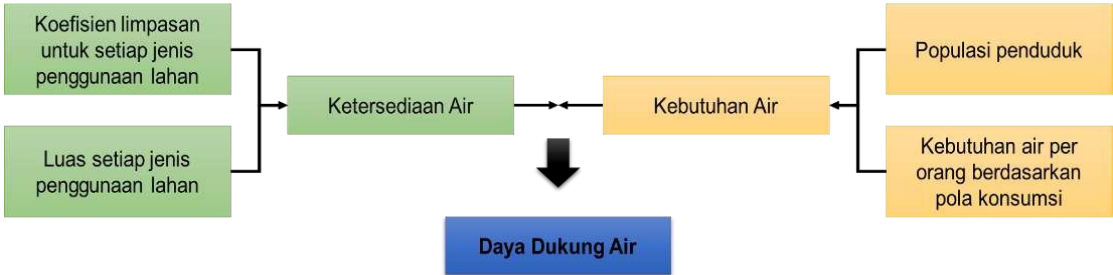 Koefisien limpasan
untuk setiap jenis
penggunaan lahan
Luas setiap jenis
penggunaan lahan
Ketersediaan Air
Kebutuhan Air
Populasi penduduk
Kebutuhan air per
orang berdasarkan
pola konsumsi
Daya Dukung Air